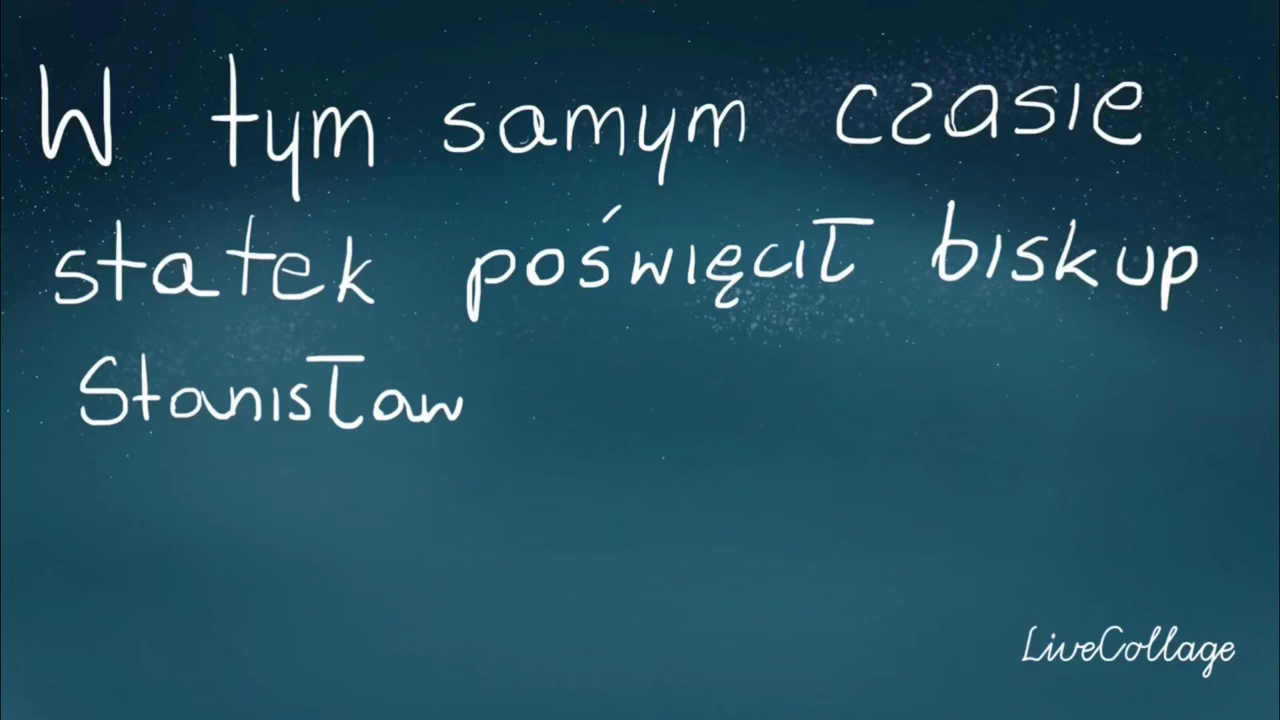 W tym samym czasie
statek poświęcił biskup
Stanisław
LiveCollage